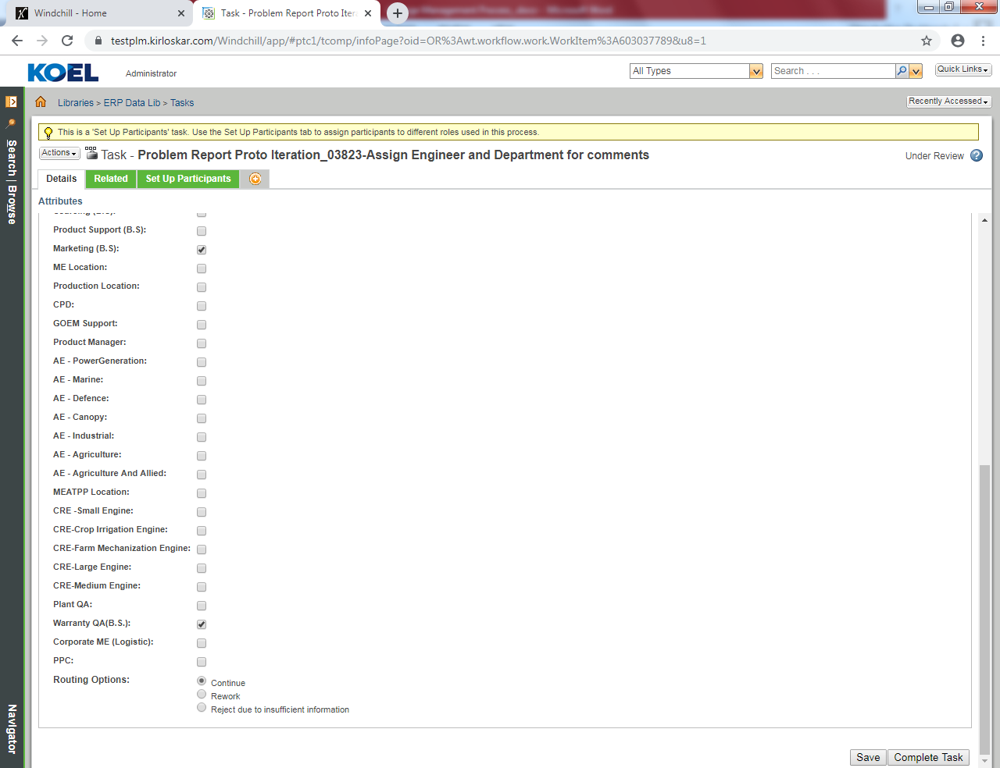 Windchill - Home
Task - Problem Report Proto Itera
testplm.kirloskar.com/Windchill/app/#ptc1/tcomp/infoPage?oid=OR%3Awt.workflow.work.WorkItem%3A603037789&u8=1
KOEL
Administrator
All Types
Search . . .
Quick Links
Libraries > ERP Data Lib > Tasks
Recently Accessed
This is a 'Set Up Participants' task. Use the Set Up Participants tab to assign participants to different roles used in this process.
Actions
Task - Problem Report Proto Iteration_03823-Assign Engineer and Department for comments
Under Review
Details
Related
Set Up Participants
Search | Browse
Attributes
Product Support (B.S):
Marketing (B.S):
ME Location:
Production Location:
CPD:
GOEM Support:
Product Manager:
AE - PowerGeneration:
AE - Marine:
AE - Defence:
AE - Canopy:
AE - Industrial:
AE - Agriculture:
AE - Agriculture And Allied:
MEATPP Location:
CRE -Small Engine:
CRE-Crop Irrigation Engine:
CRE-Farm Mechanization Engine:
CRE-Large Engine:
CRE-Medium Engine:
Plant QA:
Warranty QA(B.S.):
Corporate ME (Logistic):
PPC:
Routing Options:
Continue
Rework
Reject due to insufficient information
Navigator
Save
Complete Task